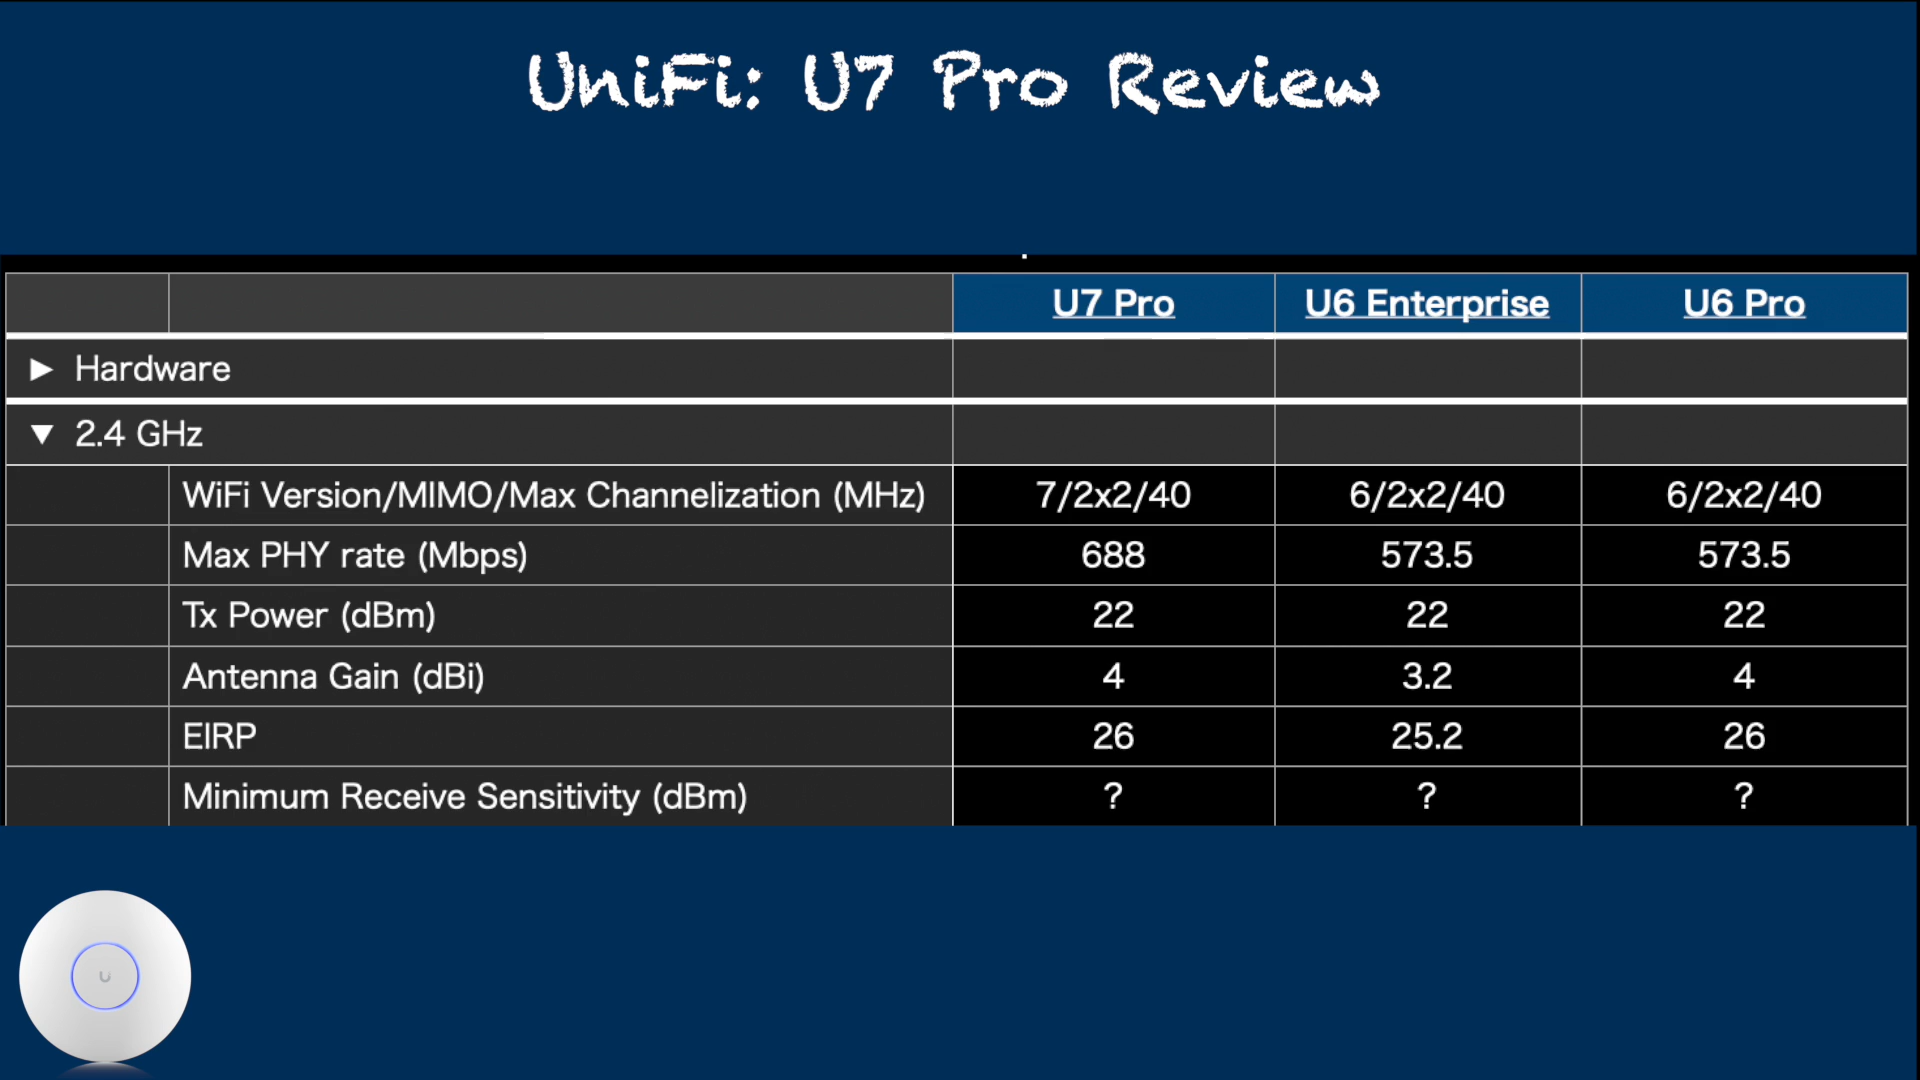 UniFi: U7 Pro Review
U7 Pro U6 Enterprise U6 Pro
▶ Hardware
▼ 2.4 GHz
WiFi Version/MIMO/Max Channelization (MHz) 7/2x2/40 6/2x2/40 6/2x2/40
Max PHY rate (Mbps) 688 573.5 573.5
Tx Power (dBm) 22 22 22
Antenna Gain (dBi) 4 3.2 4
EIRP 26 25.2 26
Minimum Receive Sensitivity (dBm) ? ? ?
U